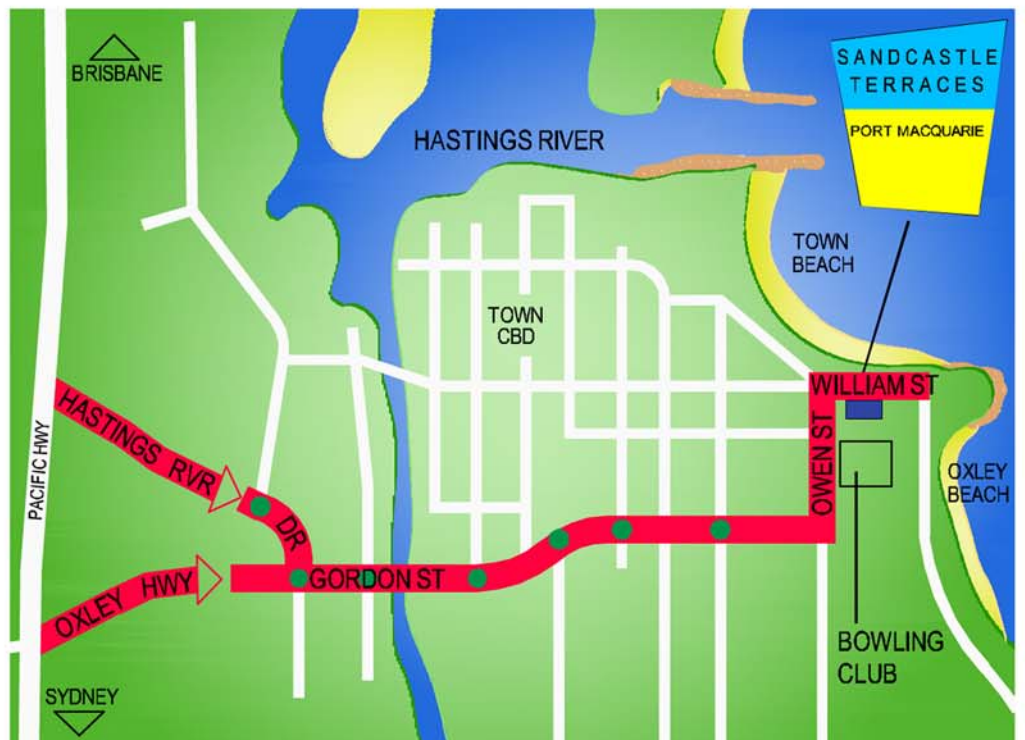 BRISBANE
SANDCASTLE
TERRACES
PORT MACQUARIE
HASTINGS RIVER
TOWN
BEACH
TOWN
CBD
WILLIAM ST
HASTINGS RVR
DR
PACIFIC HWY
OWEN ST
OXLEY
BEACH
OXLEY HWY
GORDON ST
BOWLING
CLUB
SYDNEY